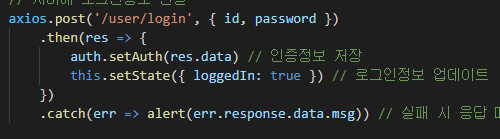 axios.post('/user/login', { id, password })
.then(res => {
auth.setAuth(res.data) // 인증정보 저장
this.setState({ loggedIn: true }) // 로그인정보 업데이트
})
.catch(err => alert(err.response.data.msg)) // 실패 시 응답